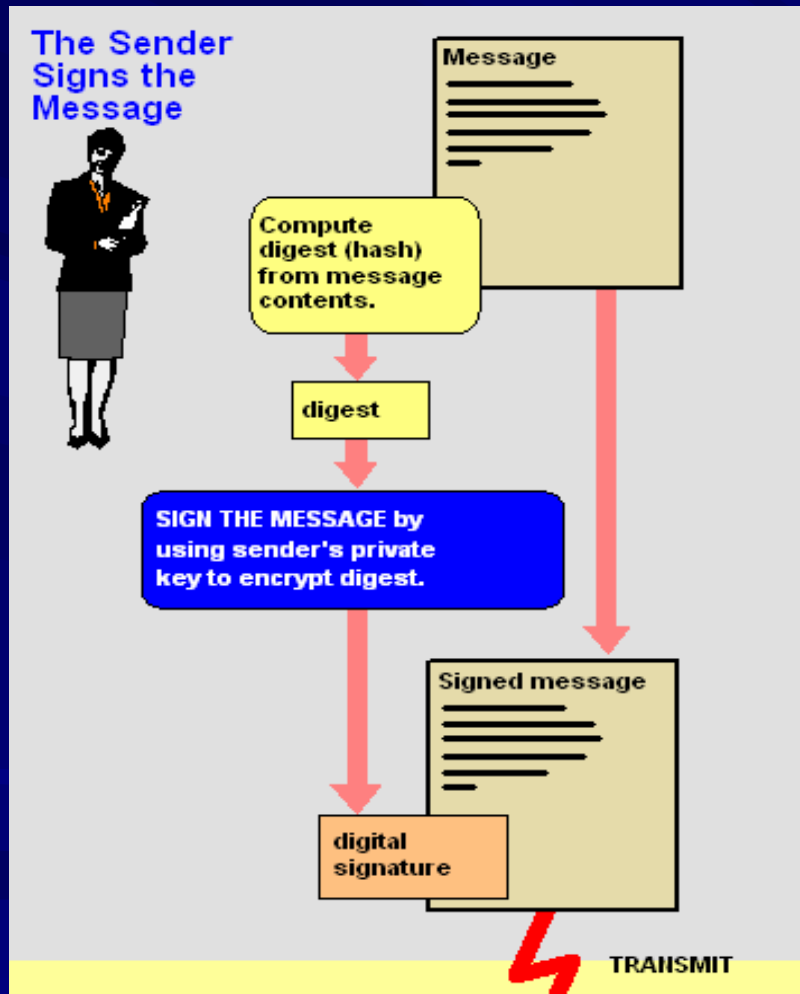 The Sender
Signs the
Message
Message
Compute
digest (hash)
from message
contents.
digest
SIGN THE MESSAGE by
using sender's private
key to encrypt digest.
Signed message
digital
signature
TRANSMIT